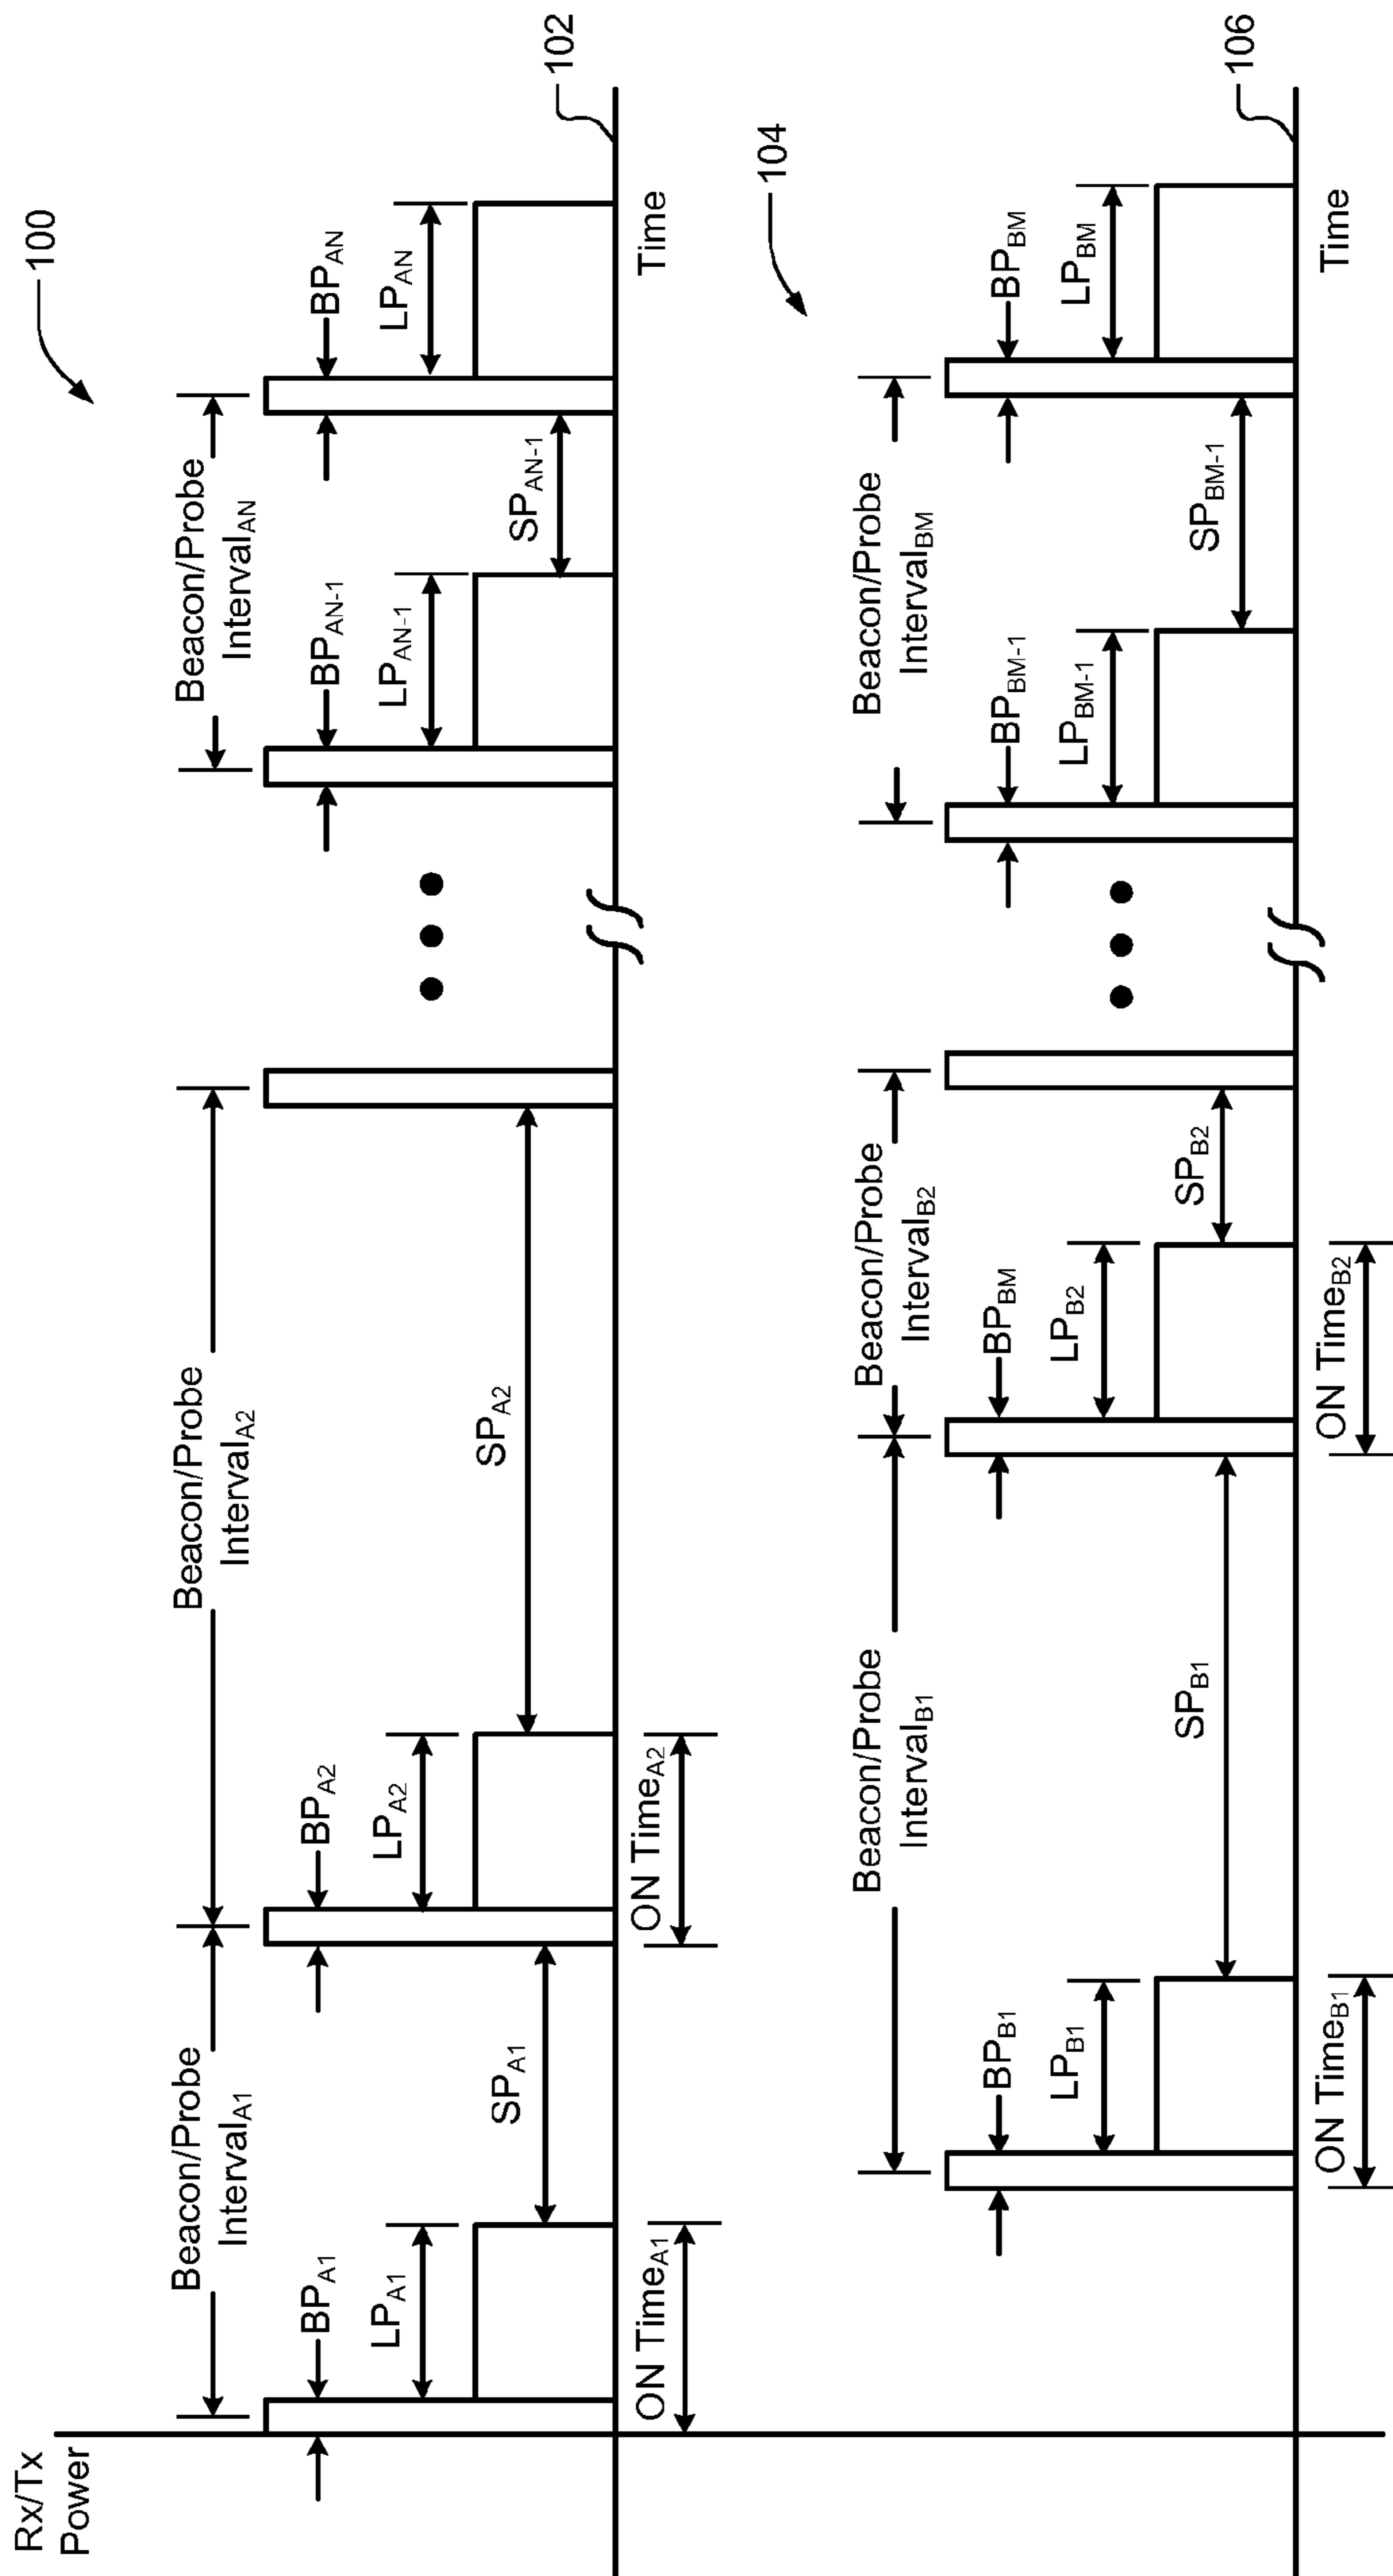 Rx/Tx
Power
100
Beacon/Probe
Interval_A1
Beacon/Probe
Interval_A2
Beacon/Probe
Interval_AN
BP_A1
BP_A2
BP_AN-1
BP_AN
LP_A1
LP_A2
LP_AN-1
LP_AN
SP_A1
SP_A2
SP_AN-1
102
ON Time_A1
ON Time_A2
Time
104
Beacon/Probe
Interval_B1
Beacon/Probe
Interval_B2
Beacon/Probe
Interval_BM
BP_B1
BP_BM
BP_BM-1
BP_BM
LP_B1
LP_B2
LP_BM-1
LP_BM
SP_B1
SP_B2
SP_BM-1
106
ON Time_B1
ON Time_B2
Time